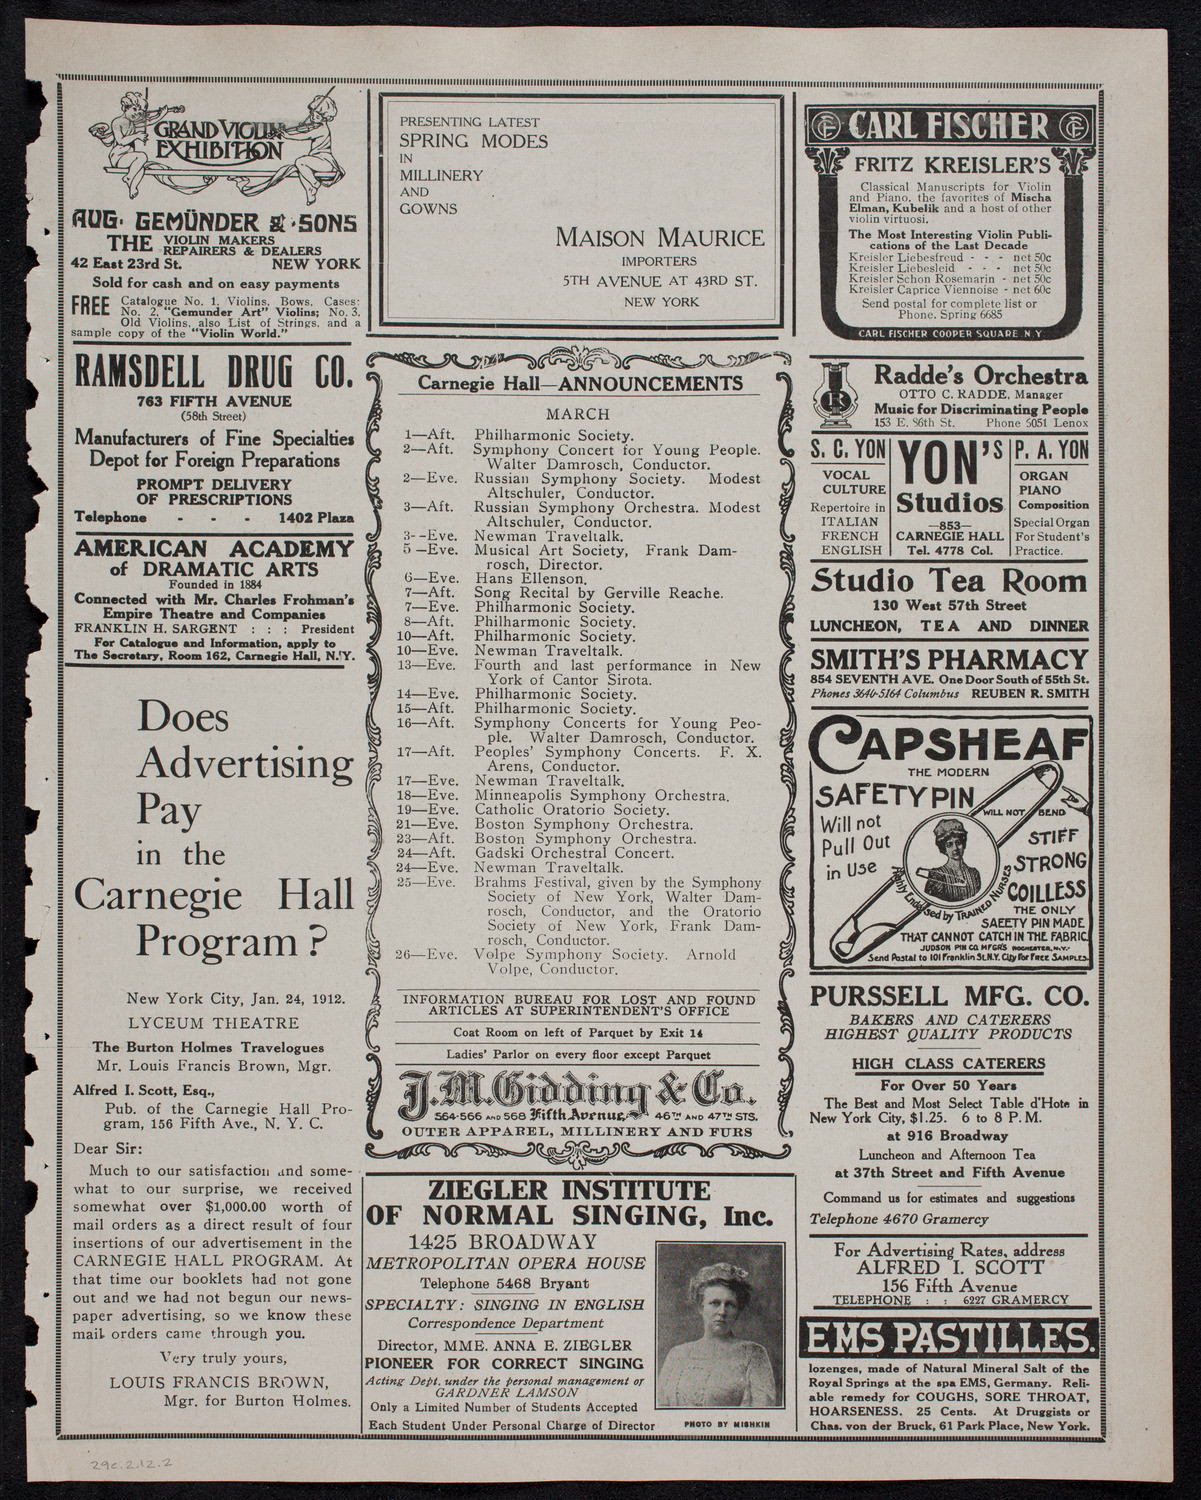 GRAND VIOLIN
EXHIBITION
AUG. GEMÜNDER & SONS
THE VIOLIN MAKERS
REPAIRERS & DEALERS
42 East 23rd St. NEW YORK
Sold for cash and on easy payments
FREE Catalogue No. 1, Violins, Bows, Cases:
No. 2, "Gemunder Art" Violins; No. 3,
Old Violins, also List of Strings, and a
sample copy of the "Violin World."
RAMSDELL DRUG CO.
763 FIFTH AVENUE
(58th Street)
Manufacturers of Fine Specialties
Depot for Foreign Preparations
PROMPT DELIVERY
OF PRESCRIPTIONS
Telephone - - - 1402 Plaza
AMERICAN ACADEMY
of DRAMATIC ARTS
Founded in 1884
Connected with Mr. Charles Frohman's
Empire Theatre and Companies
FRANKLIN H. SARGENT : : : President
For Catalogue and Information, apply to
The Secretary, Room 162, Carnegie Hall, N.Y.
Does
Advertising
Pay
in the
Carnegie Hall
Program?
New York City, Jan. 24, 1912.
LYCEUM THEATRE
The Burton Holmes Travelogues
Mr. Louis Francis Brown, Mgr.
Alfred I. Scott, Esq.,
Pub. of the Carnegie Hall Pro-
gram, 156 Fifth Ave., N. Y. C.
Dear Sir:
Much to our satisfaction and some-
what to our surprise, we received
somewhat over $1,000.00 worth of
mail orders as a direct result of four
insertions of our advertisement in the
CARNEGIE HALL PROGRAM. At
that time our booklets had not gone
out and we had not begun our news-
paper advertising, so we know these
mail orders came through you.
Very truly yours,
LOUIS FRANCIS BROWN,
Mgr. for Burton Holmes.
PRESENTING LATEST
SPRING MODES
IN
MILLINERY
AND
GOWNS
MAISON MAURICE
IMPORTERS
5TH AVENUE AT 43RD ST.
NEW YORK
Carnegie Hall—ANNOUNCEMENTS
MARCH
1—Aft. Philharmonic Society.
2—Aft. Symphony Concert for Young People.
Walter Damrosch, Conductor.
2—Eve. Russian Symphony Society. Modest
Altschuler, Conductor.
3—Aft. Russian Symphony Orchestra. Modest
Altschuler, Conductor.
3--Eve. Newman Traveltalk.
5—Eve. Musical Art Society, Frank Dam-
rosch, Director.
6—Eve. Hans Ellenson.
7—Aft. Song Recital by Gerville Reache.
7—Eve. Philharmonic Society.
8—Aft. Philharmonic Society.
10—Aft. Philharmonic Society.
10—Eve. Newman Traveltalk.
13—Eve. Fourth and last performance in New
York of Cantor Sirota.
14—Eve. Philharmonic Society.
15—Aft. Philharmonic Society.
16—Aft. Symphony Concerts for Young Peo-
ple. Walter Damrosch, Conductor.
17—Aft. Peoples' Symphony Concerts. F. X.
Arens, Conductor.
17—Eve. Newman Traveltalk.
18—Eve. Minneapolis Symphony Orchestra.
19—Eve. Catholic Oratorio Society.
21—Eve. Boston Symphony Orchestra.
23—Aft. Boston Symphony Orchestra.
24—Aft. Gadski Orchestral Concert.
24—Eve. Newman Traveltalk.
25—Eve. Brahms Festival, given by the Symphony
Society of New York, Walter Dam-
rosch, Conductor, and the Oratorio
Society of New York, Frank Dam-
rosch, Conductor.
26—Eve. Volpe Symphony Society. Arnold
Volpe, Conductor.
INFORMATION BUREAU FOR LOST AND FOUND
ARTICLES AT SUPERINTENDENT'S OFFICE
Coat Room on left of Parquet by Exit 14
Ladies' Parlor on every floor except Parquet
J.M. Gidding & Co.
564-566 AND 568 Fifth Avenue, 46TH AND 47TH STS.
OUTER APPAREL, MILLINERY AND FURS
ZIEGLER INSTITUTE
OF NORMAL SINGING, Inc.
1425 BROADWAY
METROPOLITAN OPERA HOUSE
Telephone 5468 Bryant
SPECIALTY: SINGING IN ENGLISH
Correspondence Department
Director, MME. ANNA E. ZIEGLER
PIONEER FOR CORRECT SINGING
Acting Dept. under the personal management of
GARDNER LAMSON
Only a Limited Number of Students Accepted
Each Student Under Personal Charge of Director
PHOTO BY MISHKIN
CF CARL FISCHER CF
FRITZ KREISLER'S
Classical Manuscripts for Violin
and Piano, the favorites of Mischa
Elman, Kubelik and a host of other
violin virtuosi.
The Most Interesting Violin Publi-
cations of the Last Decade
Kreisler Liebesfreud - - - net 50c
Kreisler Liebesleid - - - net 50c
Kreisler Schon Rosemarin - net 50c
Kreisler Caprice Viennoise - net 60c
Send postal for complete list or
Phone, Spring 6685
CARL FISCHER COOPER SQUARE N.Y.
R
Radde's Orchestra
OTTO C. RADDE, Manager
Music for Discriminating People
153 E. 86th St. Phone 5051 Lenox
S. C. YON
VOCAL
CULTURE
Repertoire in
ITALIAN
FRENCH
ENGLISH
YON'S
Studios
—853—
CARNEGIE HALL
Tel. 4778 Col.
P. A. YON
ORGAN
PIANO
Composition
Special Organ
For Student's
Practice.
Studio Tea Room
130 West 57th Street
LUNCHEON, TEA AND DINNER
SMITH'S PHARMACY
854 SEVENTH AVE. One Door South of 55th St.
Phones 3646-5164 Columbus REUBEN R. SMITH
CAPSHEAF
THE MODERN
SAFETY PIN
WILL NOT BEND
Will not
Pull Out
in Use
STIFF
STRONG
COILLESS
Highly Endorsed by TRAINED NURSES
THE ONLY
SAFETY PIN MADE
THAT CANNOT CATCH IN THE FABRIC.
JUDSON PIN CO. MFGRS ROCHESTER, N.Y.
Send Postal to 101 Franklin St. N.Y. City for FREE SAMPLES.
PURSSELL MFG. CO.
BAKERS AND CATERERS
HIGHEST QUALITY PRODUCTS
HIGH CLASS CATERERS
For Over 50 Years
The Best and Most Select Table d'Hote in
New York City, $1.25. 6 to 8 P.M.
at 916 Broadway
Luncheon and Afternoon Tea
at 37th Street and Fifth Avenue
Command us for estimates and suggestions
Telephone 4670 Gramercy
For Advertising Rates, address
ALFRED I. SCOTT
156 Fifth Avenue
TELEPHONE : : 6227 GRAMERCY
EMS PASTILLES.
lozenges, made of Natural Mineral Salt of the
Royal Springs at the spa EMS, Germany. Reli-
able remedy for COUGHS, SORE THROAT,
HOARSENESS. 25 Cents. At Druggists or
Chas. von der Bruck, 61 Park Place, New York.
29e.2.12.2